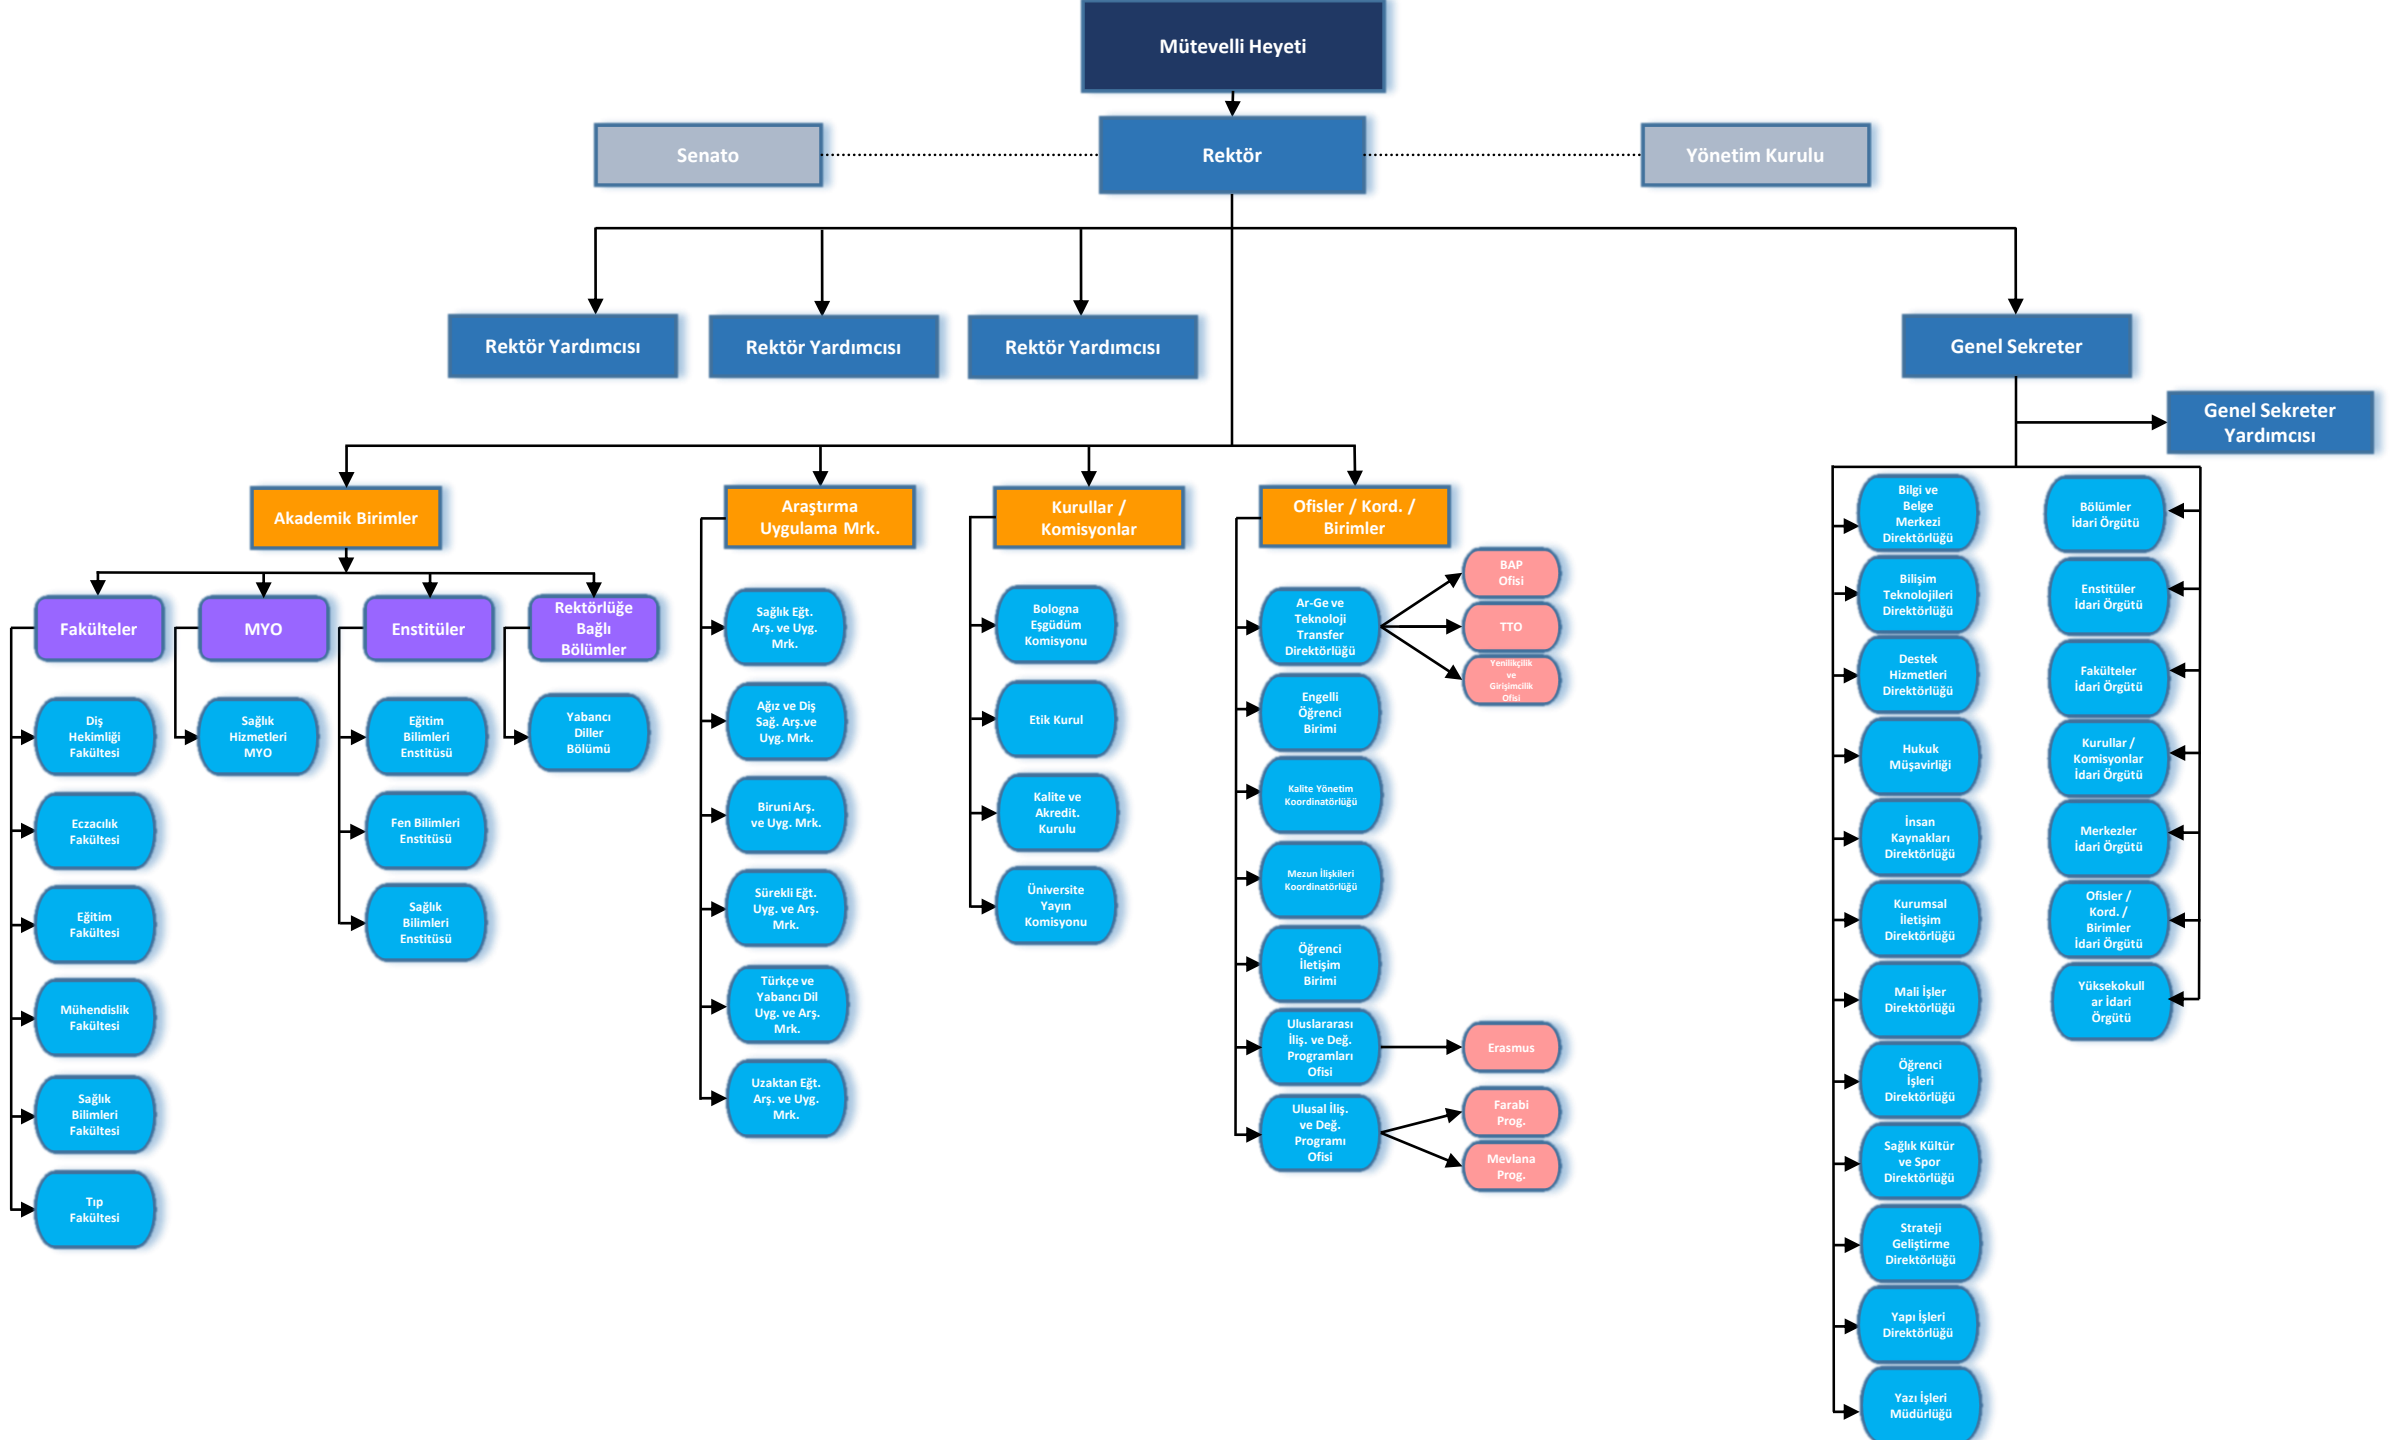 Mütevelli Heyeti
Senato
Rektör
Yönetim Kurulu
Rektör Yardımcısı
Rektör Yardımcısı
Rektör Yardımcısı
Genel Sekreter
Genel Sekreter
Yardımcısı
Akademik Birimler
Araştırma
Uygulama Mrk.
Kurullar /
Komisyonlar
Ofisler / Kord. /
Birimler
Fakülteler
MYO
Enstitüler
Rektörlüğe
Bağlı
Bölümler
Diş
Hekimliği
Fakültesi
Eczacılık
Fakültesi
Eğitim
Fakültesi
Mühendislik
Fakültesi
Sağlık
Bilimleri
Fakültesi
Tıp
Fakültesi
Sağlık
Hizmetleri
MYO
Eğitim
Bilimleri
Enstitüsü
Fen Bilimleri
Enstitüsü
Sağlık
Bilimleri
Enstitüsü
Yabancı
Diller
Bölümü
Sağlık Eğt.
Arş. ve Uyg.
Mrk.
Ağız ve Diş
Sağ. Arş.ve
Uyg. Mrk.
Biruni Arş.
ve Uyg. Mrk.
Sürekli Eğt.
Uyg. ve Arş.
Mrk.
Türkçe ve
Yabancı Dil
Uyg. ve Arş.
Mrk.
Uzaktan Eğt.
Arş. ve Uyg.
Mrk.
Bologna
Eşgüdüm
Komisyonu
Etik Kurul
Kalite ve
Akredit.
Kurulu
Üniversite
Yayın
Komisyonu
Ar-Ge ve
Teknoloji
Transfer
Direktörlüğü
Engelli
Öğrenci
Birimi
Kalite Yönetim
Koordinatörlüğü
Mezun İlişkileri
Koordinatörlüğü
Öğrenci
İletişim
Birimi
Uluslararası
İliş. ve Değ.
Programları
Ofisi
Ulusal İliş.
ve Değ.
Programı
Ofisi
BAP
Ofisi
TTO
Yenilikçilik
ve
Girişimcilik
Ofisi
Erasmus
Farabi
Prog.
Mevlana
Prog.
Bilgi ve
Belge
Merkezi
Direktörlüğü
Bilişim
Teknolojileri
Direktörlüğü
Destek
Hizmetleri
Direktörlüğü
Hukuk
Müşavirliği
İnsan
Kaynakları
Direktörlüğü
Kurumsal
İletişim
Direktörlüğü
Mali İşler
Direktörlüğü
Öğrenci
İşleri
Direktörlüğü
Sağlık Kültür
ve Spor
Direktörlüğü
Strateji
Geliştirme
Direktörlüğü
Yapı İşleri
Direktörlüğü
Yazı İşleri
Müdürlüğü
Bölümler
İdari Örgütü
Enstitüler
İdari Örgütü
Fakülteler
İdari Örgütü
Kurullar /
Komisyonlar
İdari Örgütü
Merkezler
İdari Örgütü
Ofisler /
Kord. /
Birimler
İdari Örgütü
Yüksekokull
ar İdari
Örgütü